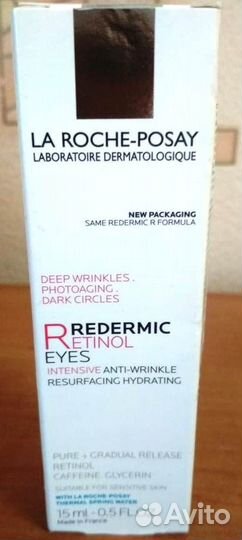 LA ROCHE-POSAY
LABORATOIRE DERMATOLOGIQUE
NEW PACKAGING
SAME REDERMIC R FORMULA
DEEP WRINKLES.
PHOTOAGING.
DARK CIRCLES
REDERMIC
RETINOL
EYES
INTENSIVE ANTI-WRINKLE
RESURFACING HYDRATING
PURE + GRADUAL RELEASE
RETINOL
CAFFEINE, GLYCERIN
SUITABLE FOR SENSITIVE SKIN
WITH LA ROCHE-POSAY
THERMAL SPRING WATER
15 ml - 0.5 FL.
Made in France
Avito